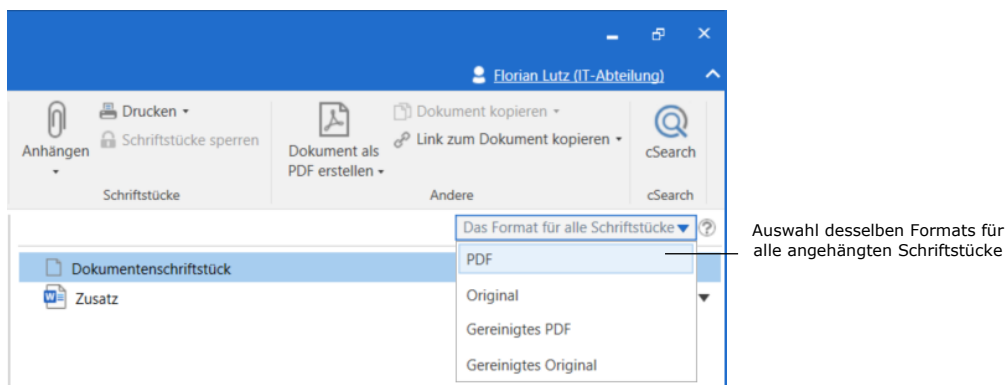 Florian Lutz (IT-Abteilung)
Drucken
Dokument kopieren
Schriftstücke sperren
Link zum Dokument kopieren
Anhängen
Dokument als
PDF erstellen
cSearch
Schriftstücke
Andere
cSearch
Das Format für alle Schriftstücke
?
Auswahl desselben Formats für
alle angehängten Schriftstücke
PDF
Dokumentenschriftstück
Zusatz
Original
Gereinigtes PDF
Gereinigtes Original